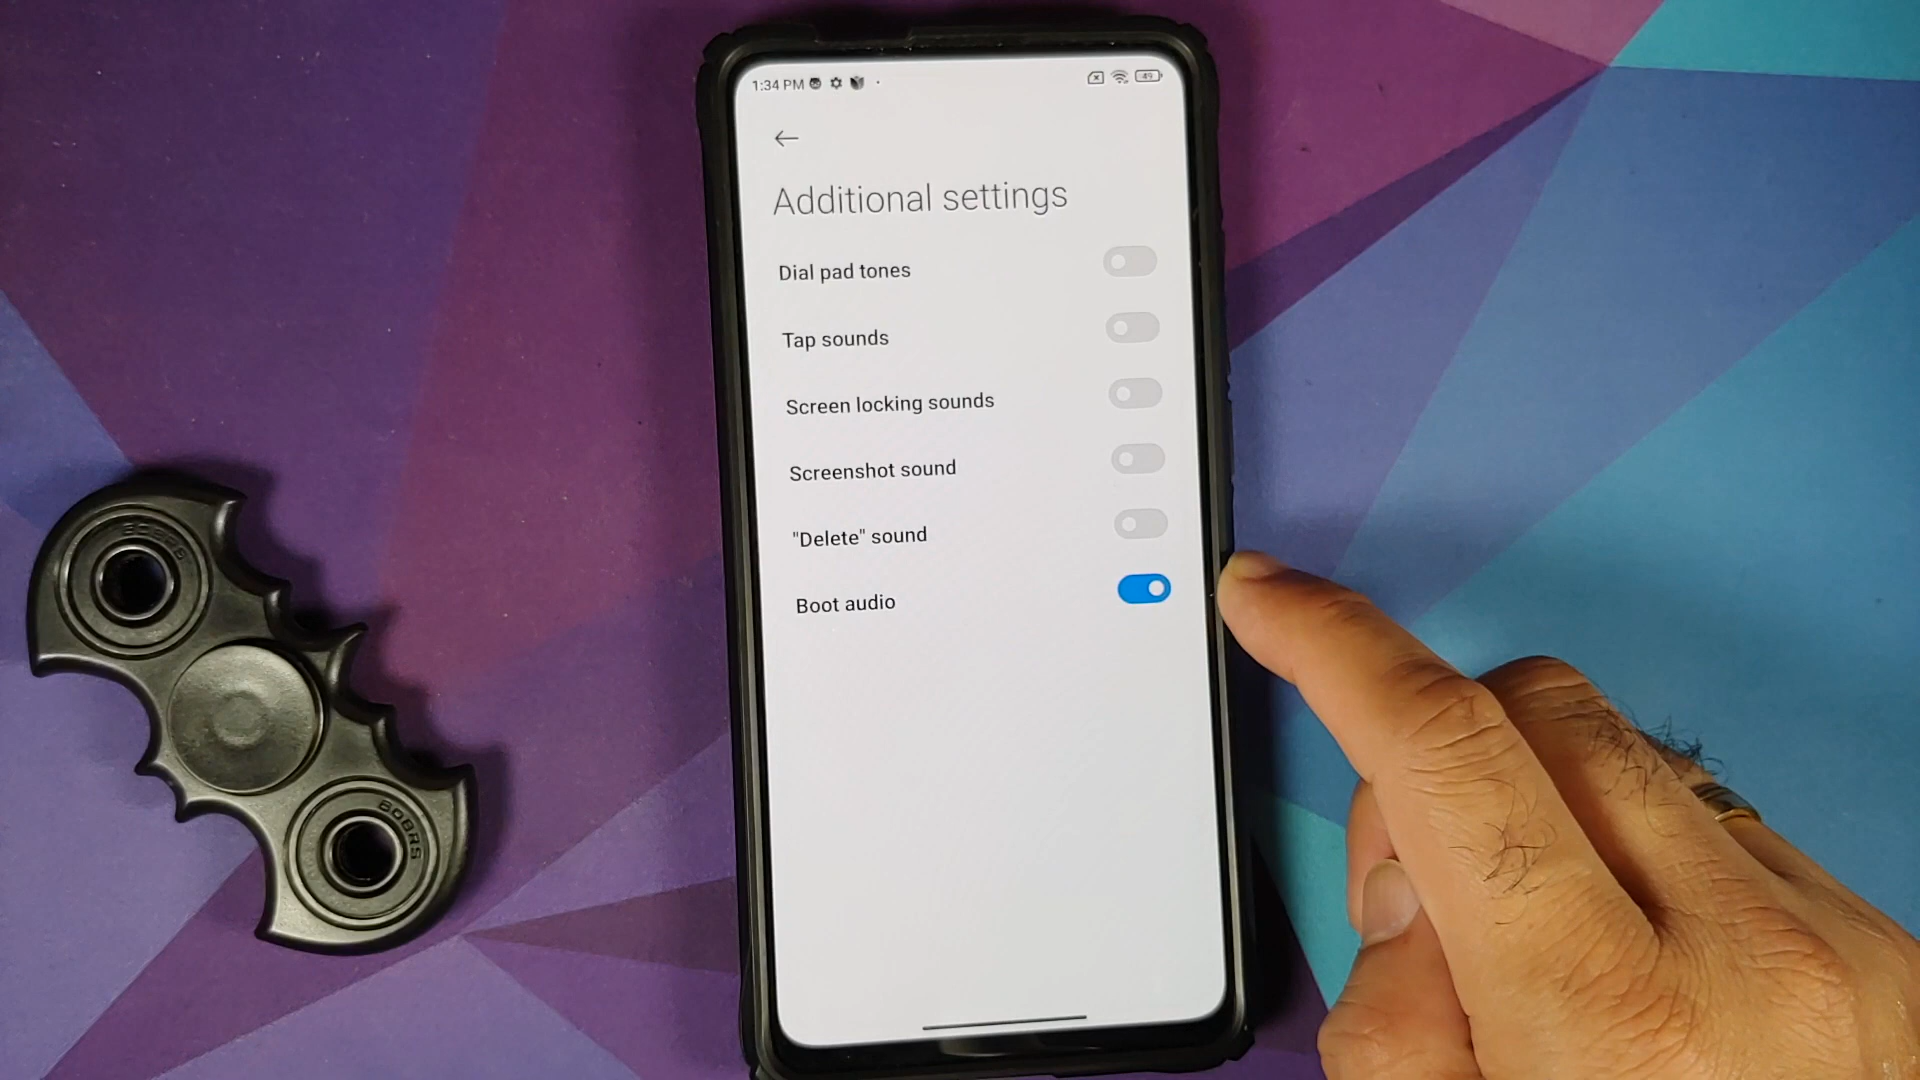 1:34 PM
49
Additional settings
Dial pad tones
Tap sounds
Screen locking sounds
Screenshot sound
"Delete" sound
Boot audio